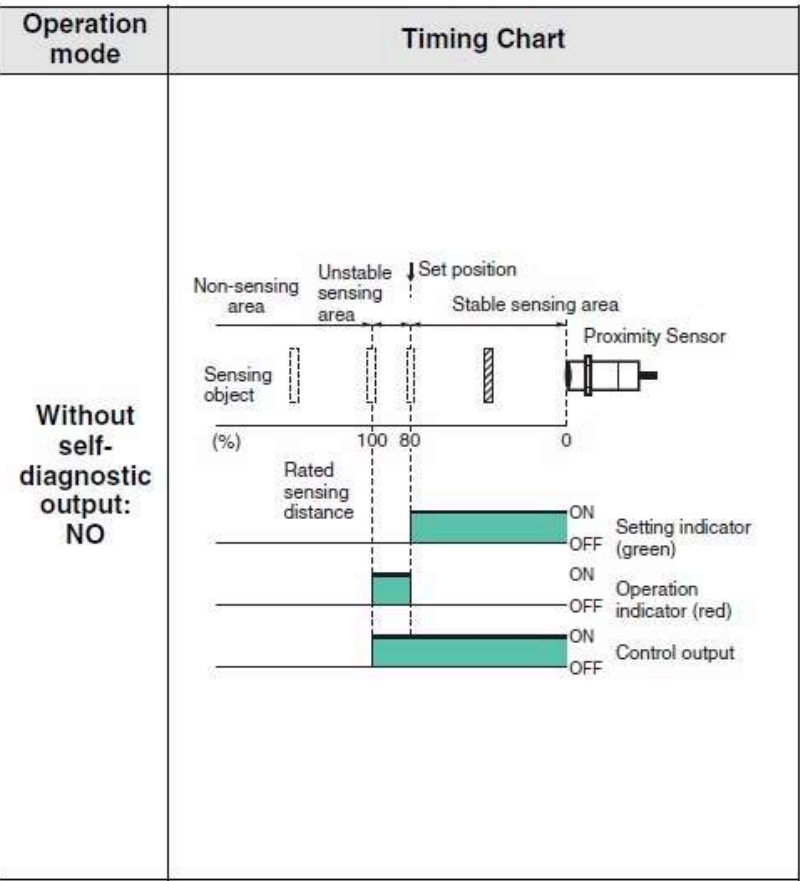 Operation
mode
Timing Chart
Without
self-
diagnostic
output:
NO
Non-sensing
area
Unstable
sensing
area
Set position
Stable sensing area
Proximity Sensor
Sensing
object
(%)
100
80
0
Rated
sensing
distance
ON
OFF
Setting indicator
(green)
ON
OFF
Operation
indicator (red)
ON
OFF
Control output